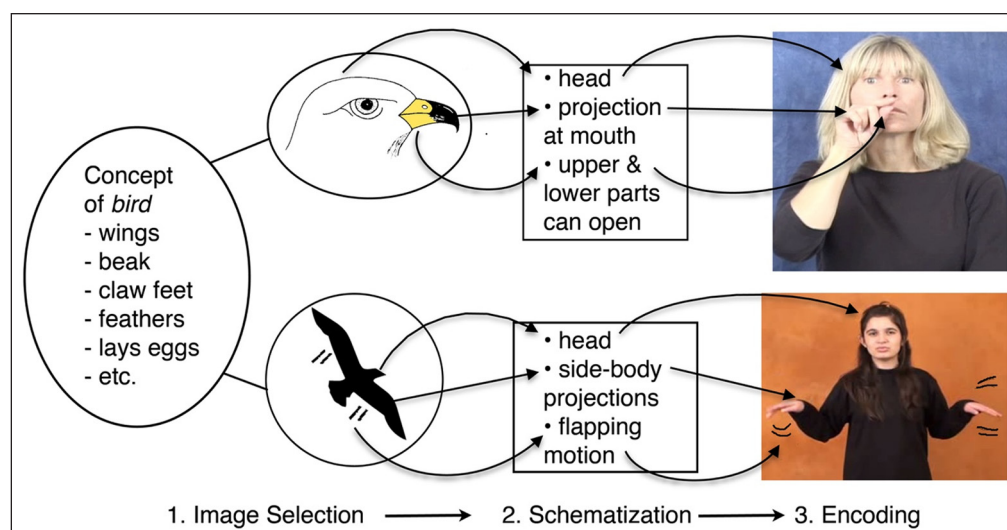 Concept
of bird
- wings
- beak
- claw feet
- feathers
- lays eggs
- etc.
• head
• projection
at mouth
• upper &
lower parts
can open
• head
• side-body
projections
• flapping
motion
1. Image Selection
2. Schematization
3. Encoding